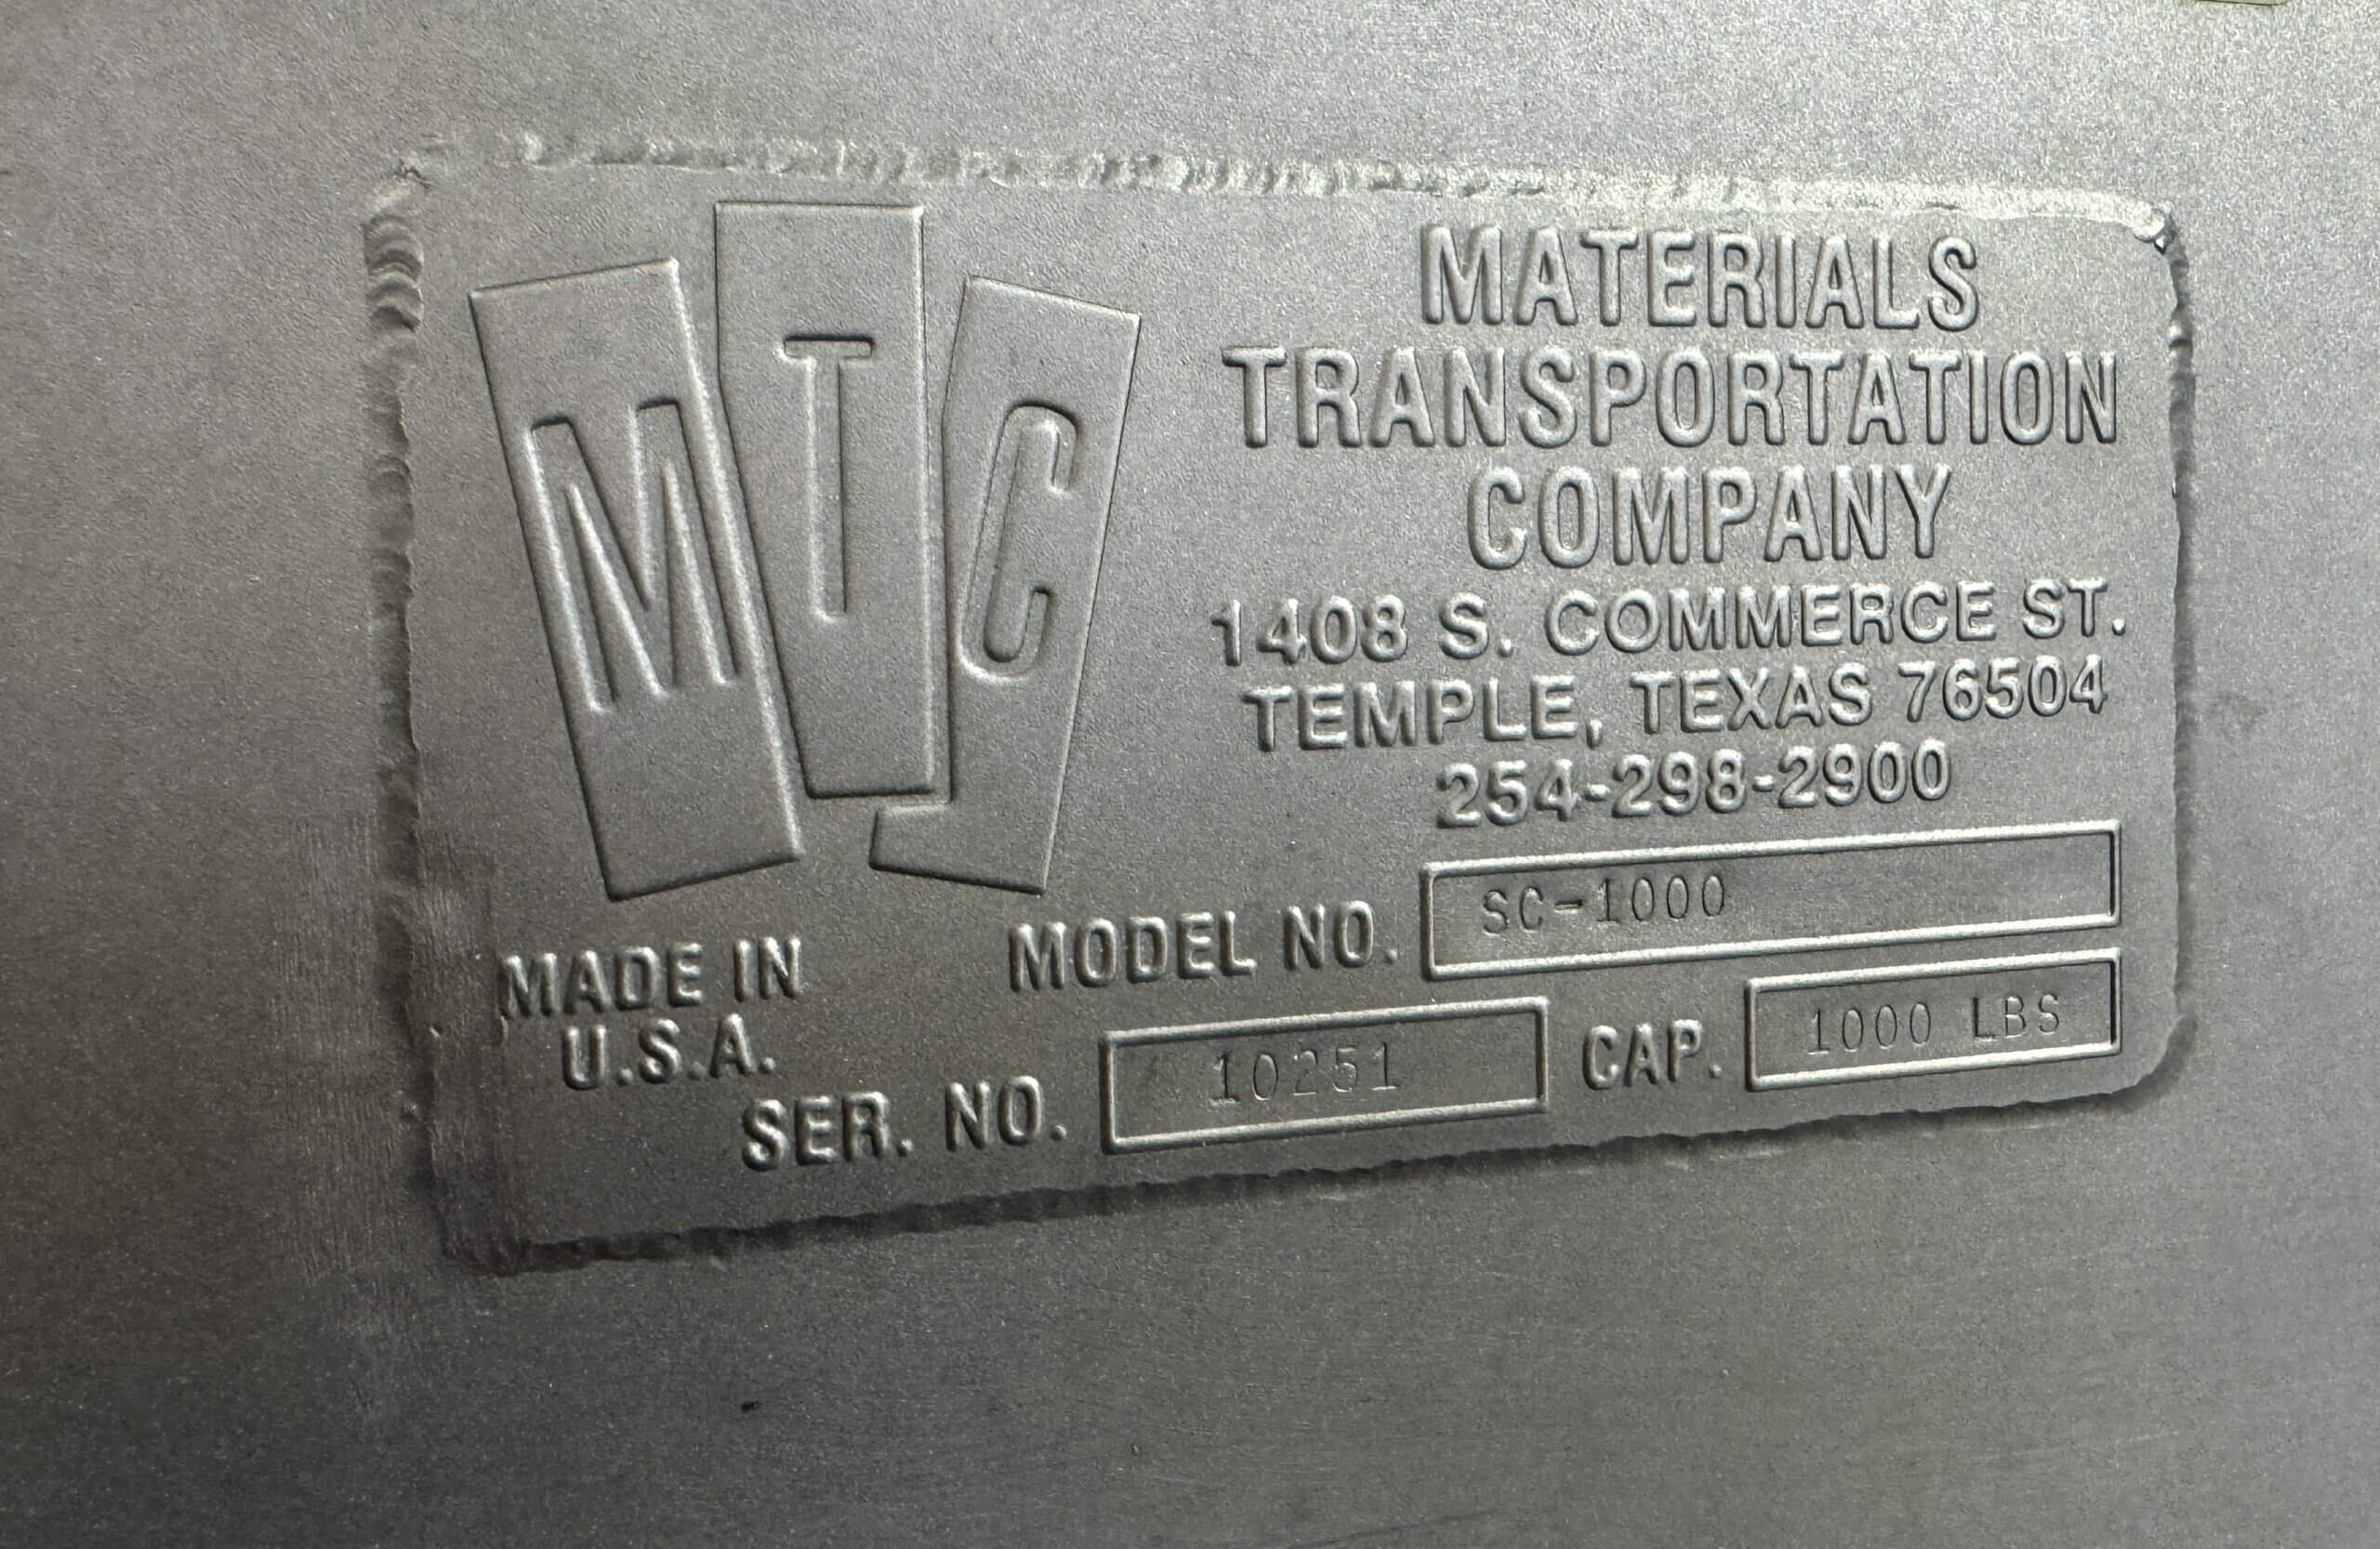 MTC
MATERIALS
TRANSPORTATION
COMPANY
1408 S. COMMERCE ST.
TEMPLE, TEXAS 76504
254-298-2900
MODEL NO. SC-1000
MADE IN
U.S.A.
SER. NO. 10251 CAP. 1000 LBS